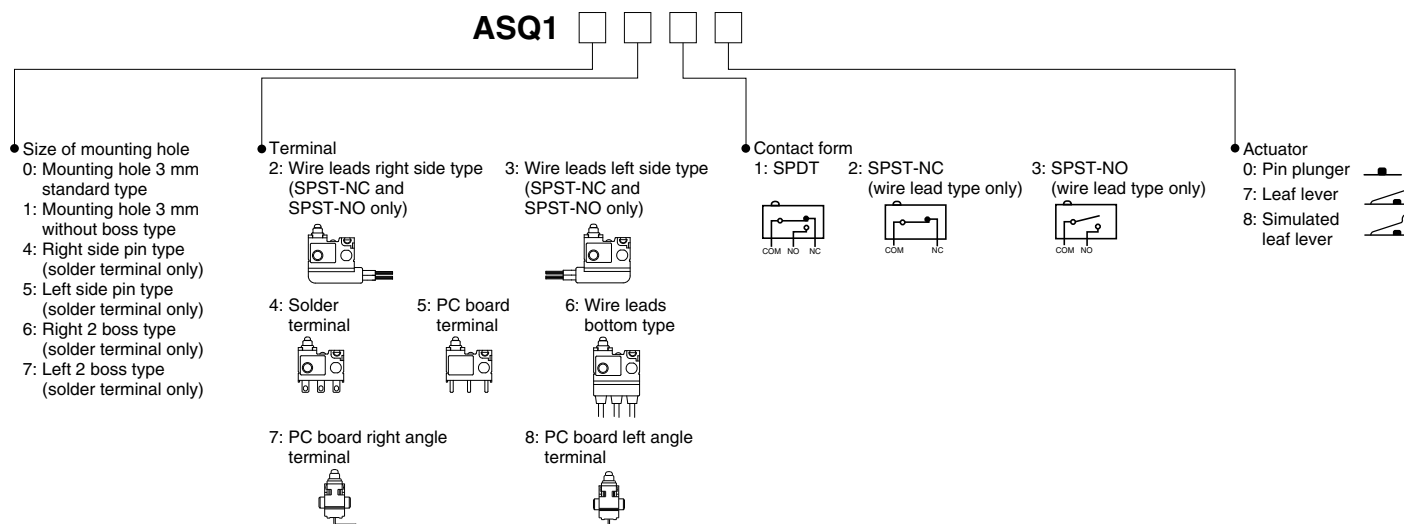 ASQ1
Size of mounting hole
0: Mounting hole 3 mm
standard type
1: Mounting hole 3 mm
without boss type
4: Right side pin type
(solder terminal only)
5: Left side pin type
(solder terminal only)
6: Right 2 boss type
(solder terminal only)
7: Left 2 boss type
(solder terminal only)
Terminal
2: Wire leads right side type
(SPST-NC and
SPST-NO only)
3: Wire leads left side type
(SPST-NC and
SPST-NO only)
4: Solder
terminal
5: PC board
terminal
6: Wire leads
bottom type
7: PC board right angle
terminal
8: PC board left angle
terminal
Contact form
1: SPDT
COM NO NC
2: SPST-NC
(wire lead type only)
COM NC
3: SPST-NO
(wire lead type only)
COM NO
Actuator
0: Pin plunger
7: Leaf lever
8: Simulated
leaf lever